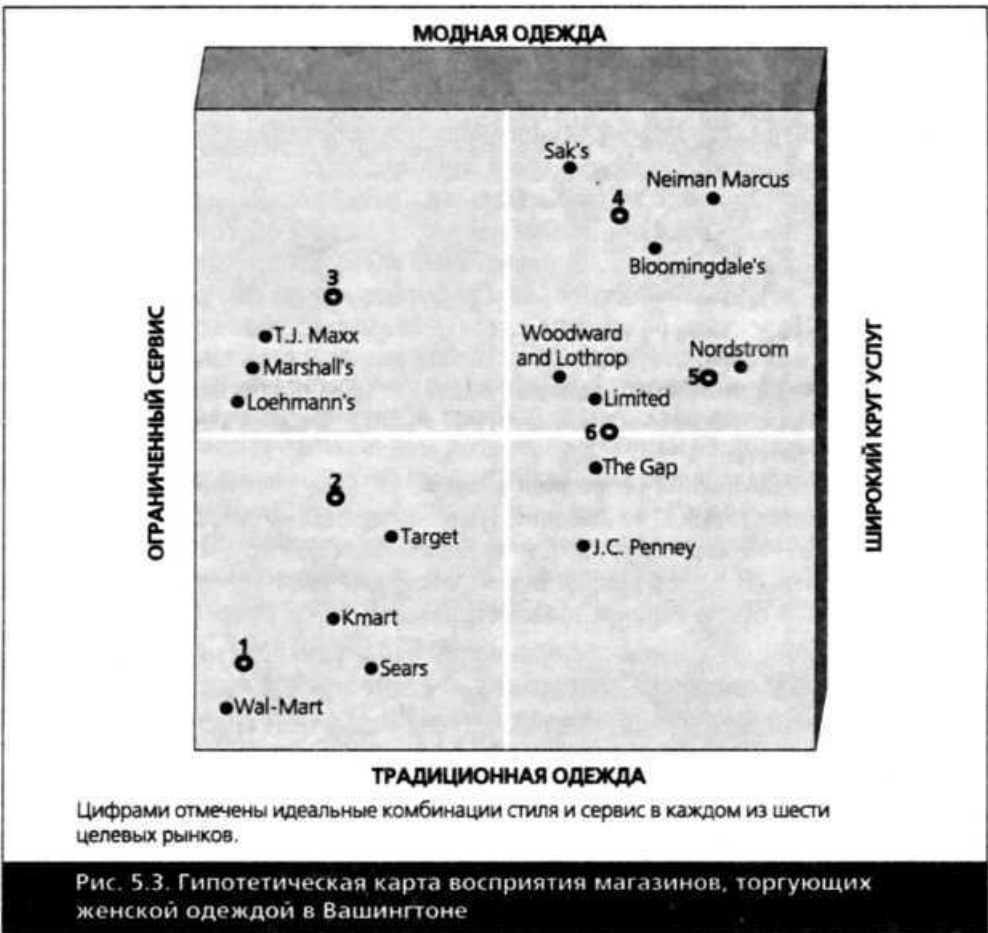 МОДНАЯ ОДЕЖДА
Sak's
Neiman Marcus
4
Bloomingdale's
3
T.J. Maxx
Marshall's
Loehmann's
Woodward
and Lothrop
Nordstrom
5
Limited
6
The Gap
ОГРАНИЧЕННЫЙ СЕРВИС
ШИРОКИЙ КРУГ УСЛУГ
2
Target
J.C. Penney
Kmart
1
Sears
Wal-Mart
ТРАДИЦИОННАЯ ОДЕЖДА
Цифрами отмечены идеальные комбинации стиля и сервис в каждом из шести
целевых рынков.
Рис. 5.3. Гипотетическая карта восприятия магазинов, торгующих
женской одеждой в Вашингтоне